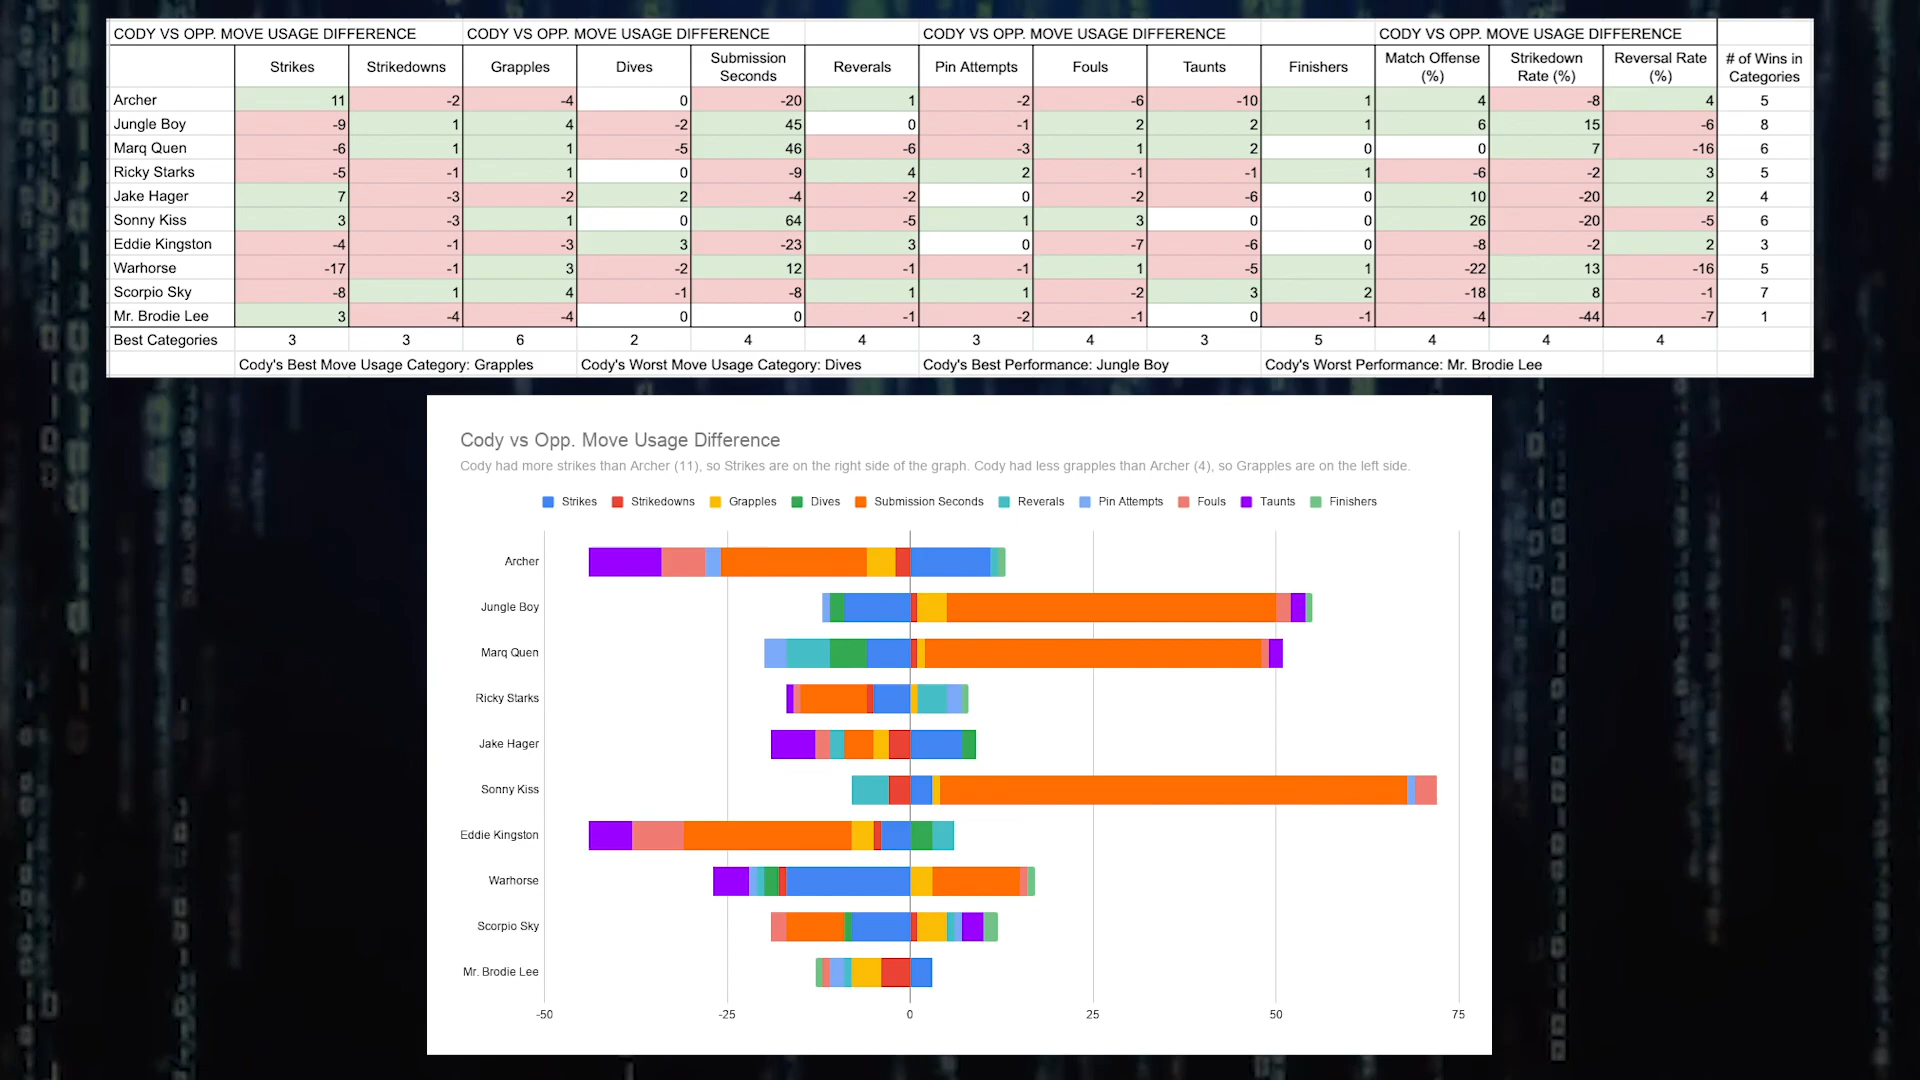 CODY VS OPP. MOVE USAGE DIFFERENCE CODY VS OPP. MOVE USAGE DIFFERENCE CODY VS OPP. MOVE USAGE DIFFERENCE CODY VS OPP. MOVE USAGE DIFFERENCE
Strikes Strikedowns Grapples Dives Submission Seconds Reverals Pin Attempts Fouls Taunts Finishers Match Offense (%) Strikedown Rate (%) Reversal Rate (%) # of Wins in Categories
Archer 11 -2 -4 0 -20 1 -2 -6 -10 1 4 -8 4 5
Jungle Boy -9 1 4 -2 45 0 -1 2 2 1 6 15 -6 8
Marq Quen -6 1 1 -5 46 -6 -3 1 2 0 0 7 -16 6
Ricky Starks -5 -1 1 0 -9 4 2 -1 -1 1 -6 -2 3 5
Jake Hager 7 -3 -2 2 -4 -2 0 -2 -6 0 10 -20 2 4
Sonny Kiss 3 -3 1 0 64 -5 1 3 0 0 26 -20 -5 6
Eddie Kingston -4 -1 -3 3 -23 3 0 -7 -6 0 -8 -2 2 3
Warhorse -17 -1 3 -2 12 -1 -1 1 -5 1 -22 13 -16 5
Scorpio Sky -8 1 4 -1 -8 1 1 -2 3 2 -18 8 -1 7
Mr. Brodie Lee 3 -4 -4 0 0 -1 -2 -1 0 -1 -4 -44 -7 1
Best Categories 3 3 6 2 4 4 3 4 3 5 4 4 4
Cody's Best Move Usage Category: Grapples Cody's Worst Move Usage Category: Dives Cody's Best Performance: Jungle Boy Cody's Worst Performance: Mr. Brodie Lee
Cody vs Opp. Move Usage Difference
Cody had more strikes than Archer (11), so Strikes are on the right side of the graph. Cody had less grapples than Archer (4), so Grapples are on the left side.
Strikes Strikedowns Grapples Dives Submission Seconds Reverals Pin Attempts Fouls Taunts Finishers
Archer
Jungle Boy
Marq Quen
Ricky Starks
Jake Hager
Sonny Kiss
Eddie Kingston
Warhorse
Scorpio Sky
Mr. Brodie Lee
-50 -25 0 25 50 75